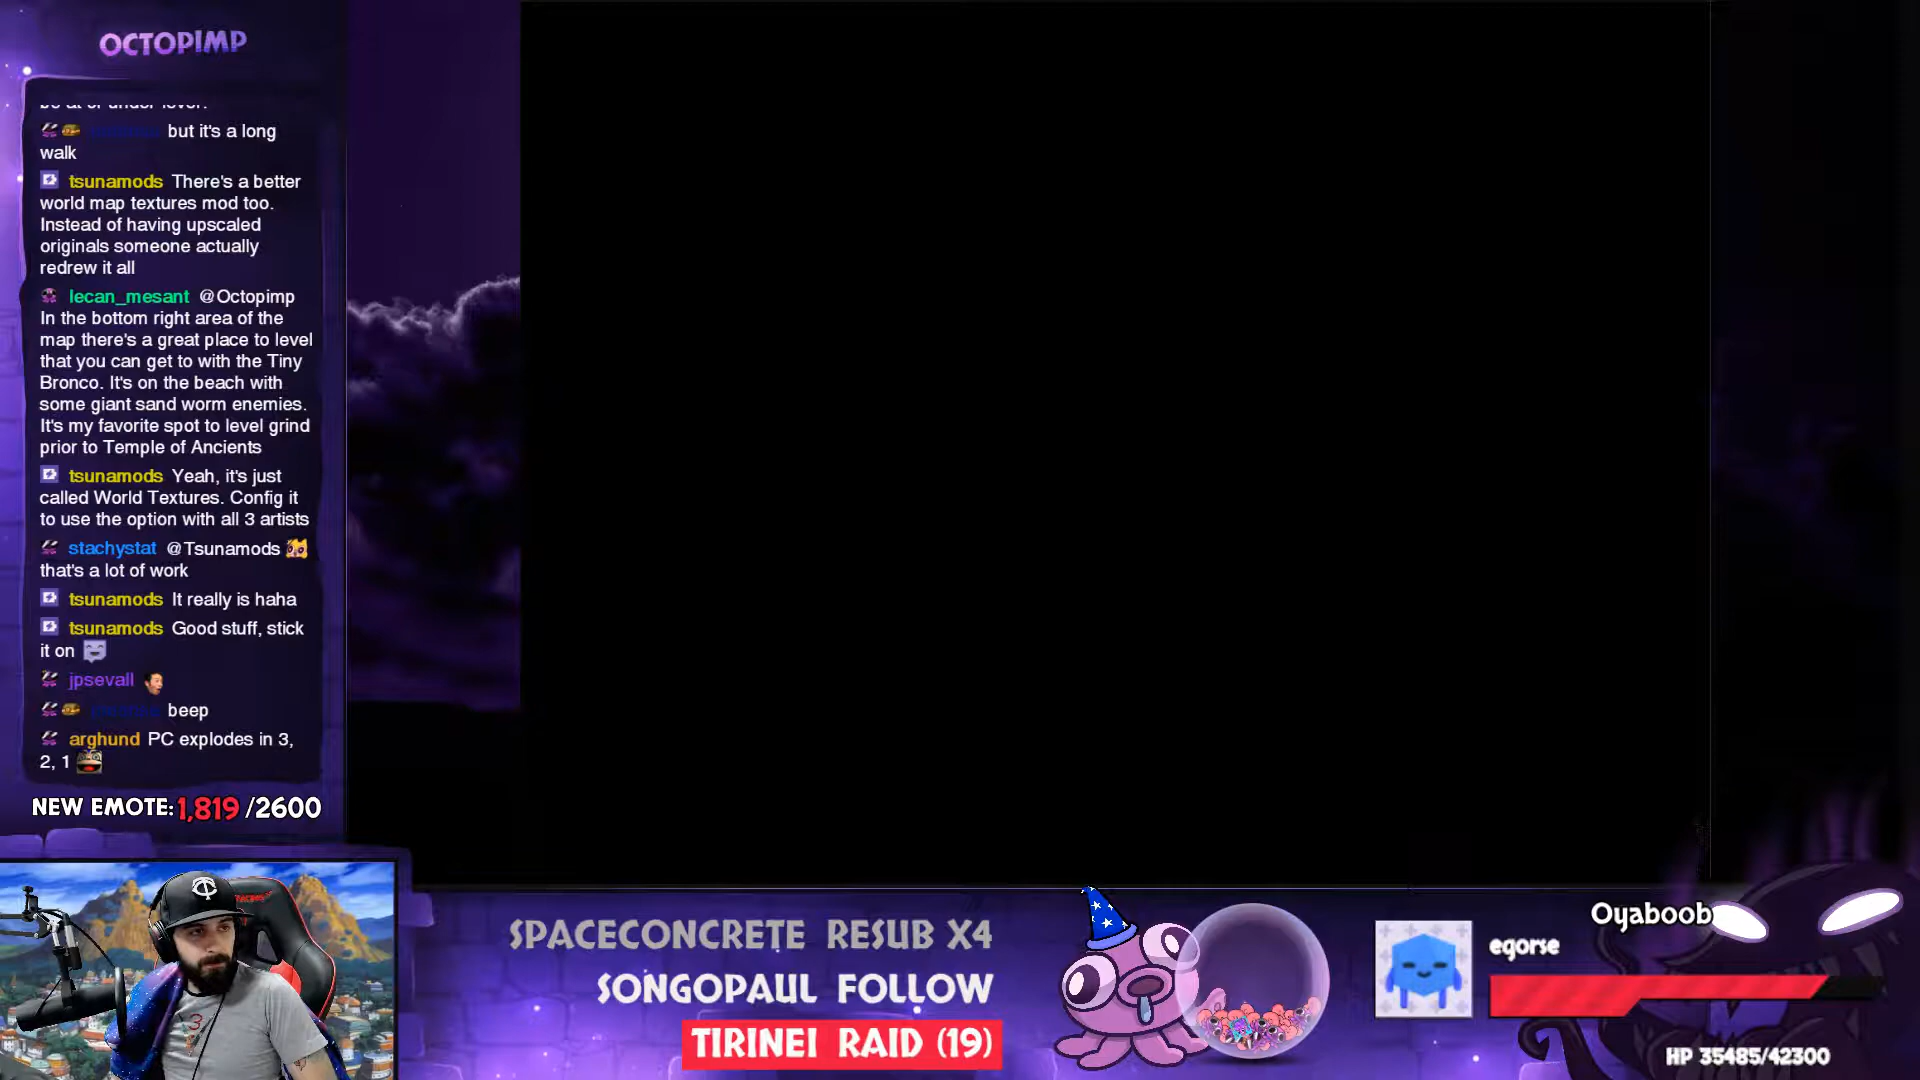 OCTOPIMP
but it's a long
walk
tsunamods There's a better
world map textures mod too.
Instead of having upscaled
originals someone actually
redrew it all
lecan_mesant @Octopimp
In the bottom right area of the
map there's a great place to level
that you can get to with the Tiny
Bronco. It's on the beach with
some giant sand worm enemies.
It's my favorite spot to level grind
prior to Temple of Ancients
tsunamods Yeah, it's just
called World Textures. Config it
to use the option with all 3 artists
stachystat @Tsunamods
that's a lot of work
tsunamods It really is haha
tsunamods Good stuff, stick
it on
jpsevall
beep
arghund PC explodes in 3,
2, 1
NEW EMOTE: 1,819 /2600
SPACECONCRETE RESUB X4
SONGOPAUL FOLLOW
TIRINEI RAID (19)
Oyaboob
egorse
HP 35485/42300